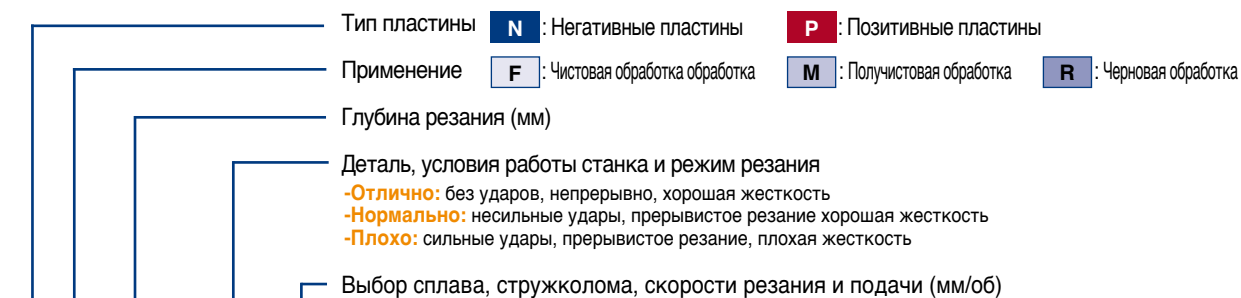 Тип пластины N : Негативные пластины P : Позитивные пластины
Применение F : Чистовая обработка обработка M : Получистовая обработка R : Черновая обработка
Глубина резания (мм)
Деталь, условия работы станка и режим резания
-Отлично: без ударов, непрерывно, хорошая жесткость
-Нормально: несильные удары, прерывистое резание хорошая жесткость
-Плохо: сильные удары, прерывистое резание, плохая жесткость
Выбор сплава, стружколома, скорости резания и подачи (мм/об)